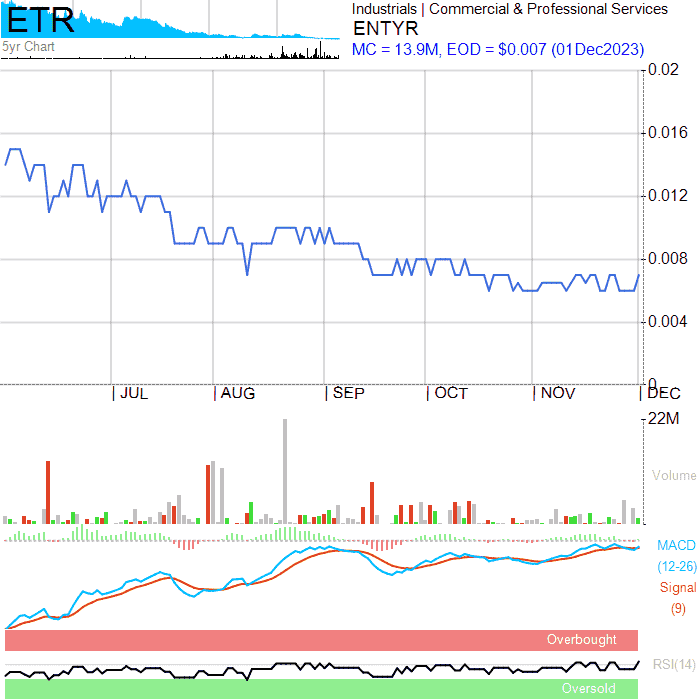 ETR
5yr Chart
Industrials | Commercial & Professional Services
ENTYR
MC = 13.9M, EOD = $0.007 (01Dec2023)
0.02
0.016
0.012
0.008
0.004
0
JUL AUG SEP OCT NOV DEC
22M
Volume
MACD
(12-26)
Signal
(9)
Overbought
RSI(14)
Oversold